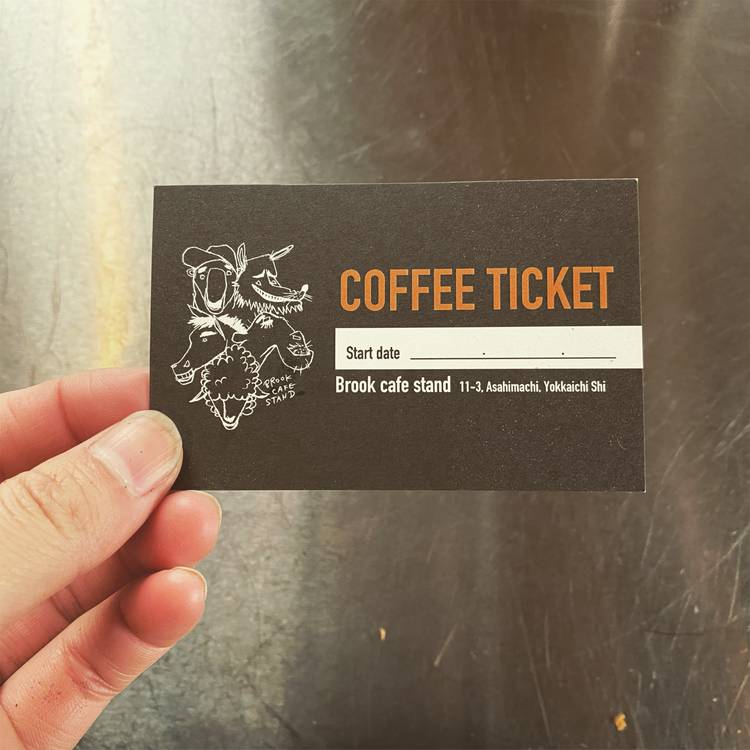 COFFEE TICKET
Start date
Brook cafe stand 11-3, Asahimachi, Yokkaichi Shi
BROOK
CAFE
STAND